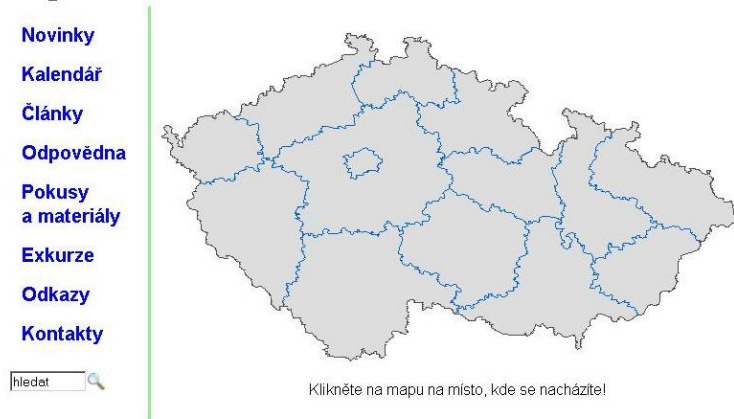 Novinky
Kalendář
Články
Odpovědna
Pokusy
a materiály
Exkurze
Odkazy
Kontakty
hledat
Klikněte na mapu na místo, kde se nacházíte!